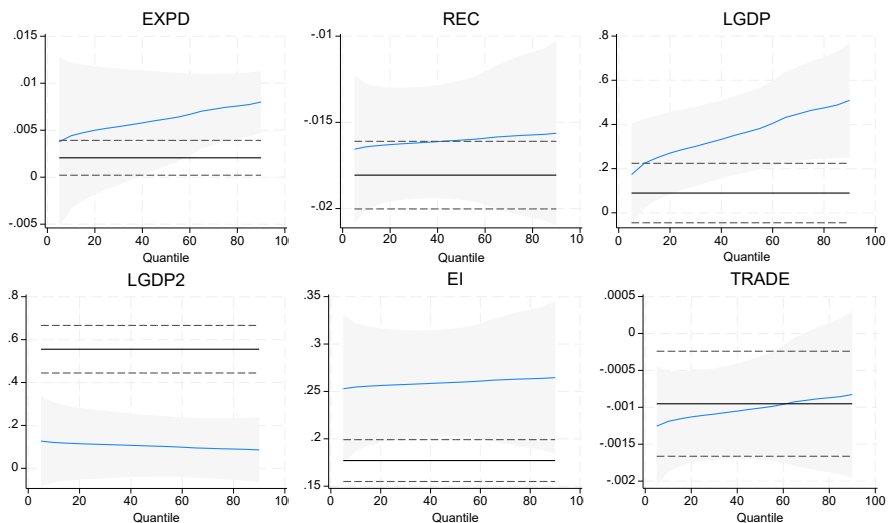 EXPD
.015
.01
.005
0
-.005
0 20 40 60 80 100
Quantile
REC
-.01
-.015
-.02
0 20 40 60 80 100
Quantile
LGDP
.8
.6
.4
.2
0
0 20 40 60 80 100
Quantile
LGDP2
.8
.6
.4
.2
0
0 20 40 60 80 100
Quantile
EI
.35
.3
.25
.2
.15
0 20 40 60 80 100
Quantile
TRADE
.0005
0
-.0005
-.001
-.0015
-.002
0 20 40 60 80 100
Quantile